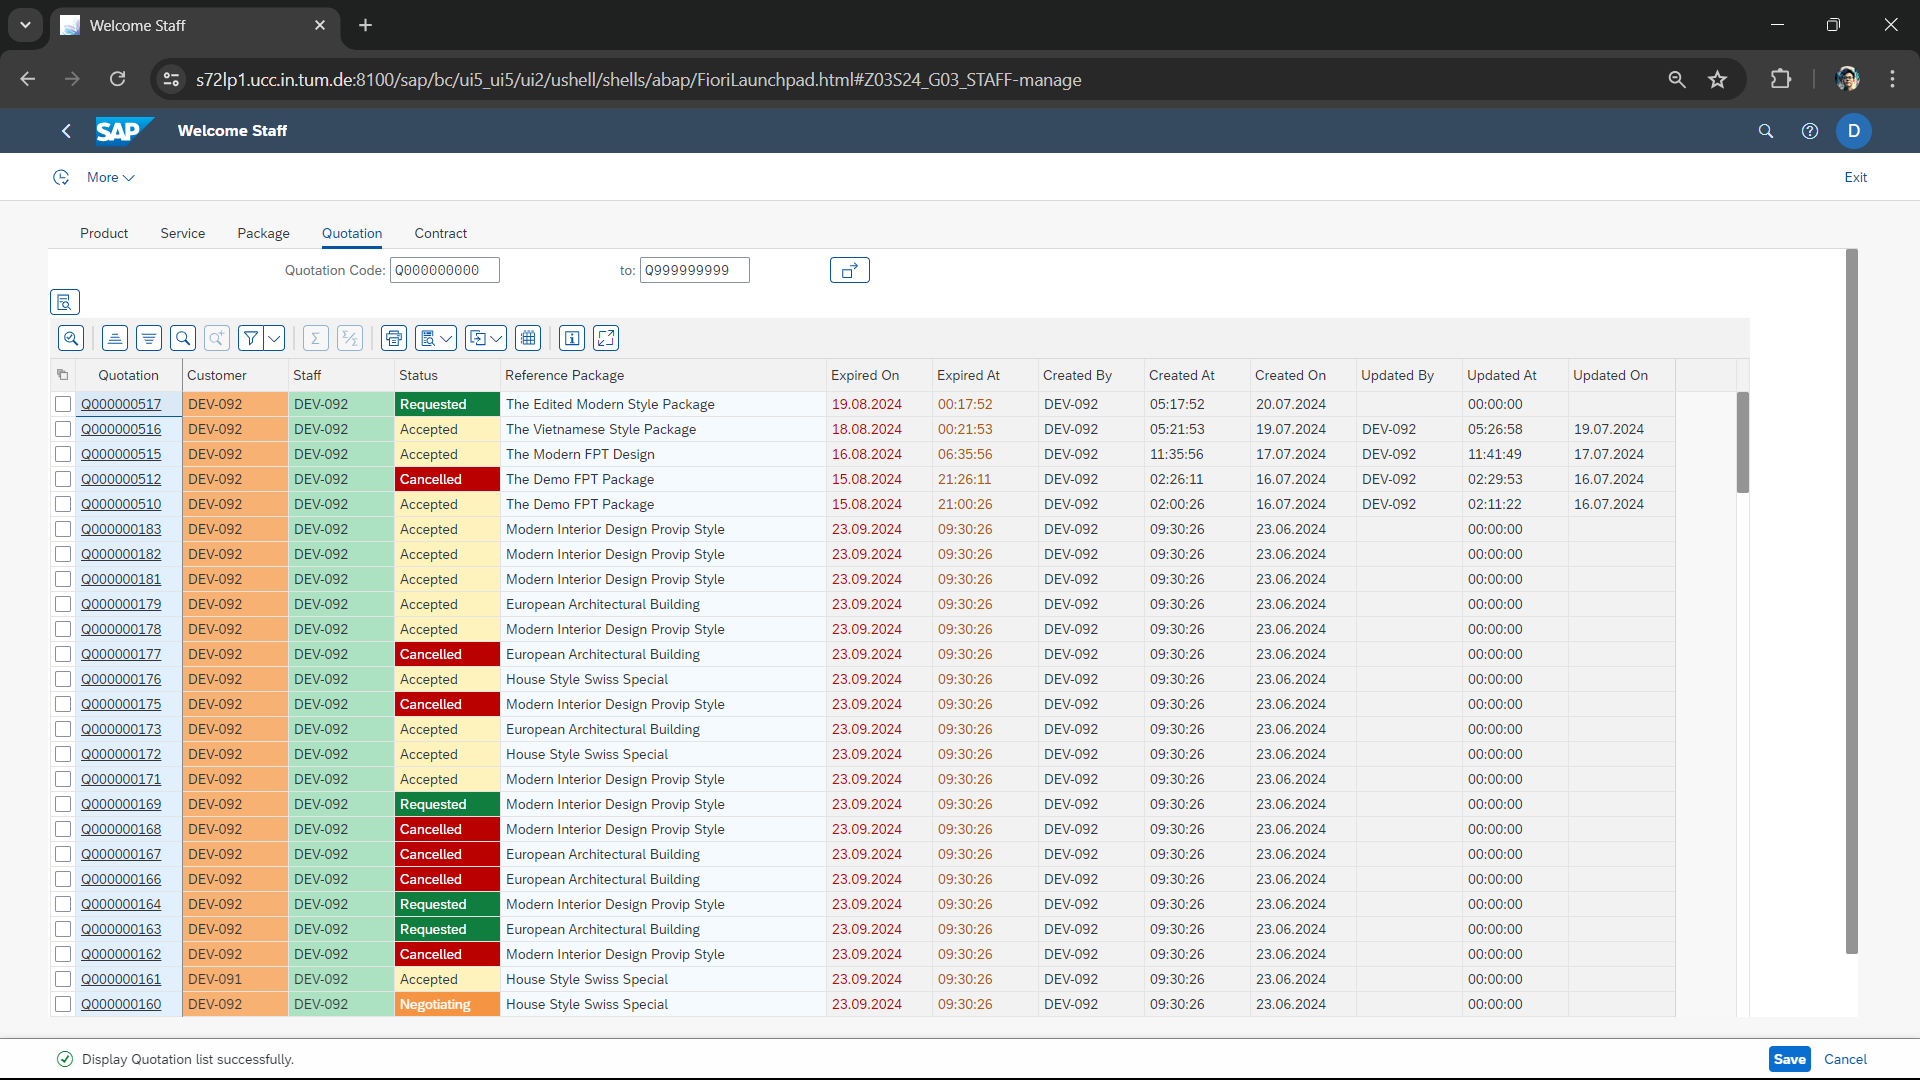 Welcome Staff
s72lp1.ucc.in.tum.de:8100/sap/bc/ui5_ui5/ui2/ushell/shells/abap/FioriLaunchpad.html#Z03S24_G03_STAFF-manage
SAP Welcome Staff D
More Exit
Product Service Package Quotation Contract
Quotation Code: Q000000000 to: Q999999999
Quotation Customer Staff Status Reference Package Expired On Expired At Created By Created At Created On Updated By Updated At Updated On
Q000000517 DEV-092 DEV-092 Requested The Edited Modern Style Package 19.08.2024 00:17:52 DEV-092 05:17:52 20.07.2024 00:00:00
Q000000516 DEV-092 DEV-092 Accepted The Vietnamese Style Package 18.08.2024 00:21:53 DEV-092 05:21:53 19.07.2024 DEV-092 05:26:58 19.07.2024
Q000000515 DEV-092 DEV-092 Accepted The Modern FPT Design 16.08.2024 06:35:56 DEV-092 11:35:56 17.07.2024 DEV-092 11:41:49 17.07.2024
Q000000512 DEV-092 DEV-092 Cancelled The Demo FPT Package 15.08.2024 21:26:11 DEV-092 02:26:11 16.07.2024 DEV-092 02:29:53 16.07.2024
Q000000510 DEV-092 DEV-092 Accepted The Demo FPT Package 15.08.2024 21:00:26 DEV-092 02:00:26 16.07.2024 DEV-092 02:11:22 16.07.2024
Q000000183 DEV-092 DEV-092 Accepted Modern Interior Design Provip Style 23.09.2024 09:30:26 DEV-092 09:30:26 23.06.2024 00:00:00
Q000000182 DEV-092 DEV-092 Accepted Modern Interior Design Provip Style 23.09.2024 09:30:26 DEV-092 09:30:26 23.06.2024 00:00:00
Q000000181 DEV-092 DEV-092 Accepted Modern Interior Design Provip Style 23.09.2024 09:30:26 DEV-092 09:30:26 23.06.2024 00:00:00
Q000000179 DEV-092 DEV-092 Accepted European Architectural Building 23.09.2024 09:30:26 DEV-092 09:30:26 23.06.2024 00:00:00
Q000000178 DEV-092 DEV-092 Accepted Modern Interior Design Provip Style 23.09.2024 09:30:26 DEV-092 09:30:26 23.06.2024 00:00:00
Q000000177 DEV-092 DEV-092 Cancelled European Architectural Building 23.09.2024 09:30:26 DEV-092 09:30:26 23.06.2024 00:00:00
Q000000176 DEV-092 DEV-092 Accepted House Style Swiss Special 23.09.2024 09:30:26 DEV-092 09:30:26 23.06.2024 00:00:00
Q000000175 DEV-092 DEV-092 Cancelled Modern Interior Design Provip Style 23.09.2024 09:30:26 DEV-092 09:30:26 23.06.2024 00:00:00
Q000000173 DEV-092 DEV-092 Accepted European Architectural Building 23.09.2024 09:30:26 DEV-092 09:30:26 23.06.2024 00:00:00
Q000000172 DEV-092 DEV-092 Accepted House Style Swiss Special 23.09.2024 09:30:26 DEV-092 09:30:26 23.06.2024 00:00:00
Q000000171 DEV-092 DEV-092 Accepted Modern Interior Design Provip Style 23.09.2024 09:30:26 DEV-092 09:30:26 23.06.2024 00:00:00
Q000000169 DEV-092 DEV-092 Requested Modern Interior Design Provip Style 23.09.2024 09:30:26 DEV-092 09:30:26 23.06.2024 00:00:00
Q000000168 DEV-092 DEV-092 Cancelled Modern Interior Design Provip Style 23.09.2024 09:30:26 DEV-092 09:30:26 23.06.2024 00:00:00
Q000000167 DEV-092 DEV-092 Cancelled European Architectural Building 23.09.2024 09:30:26 DEV-092 09:30:26 23.06.2024 00:00:00
Q000000166 DEV-092 DEV-092 Cancelled European Architectural Building 23.09.2024 09:30:26 DEV-092 09:30:26 23.06.2024 00:00:00
Q000000164 DEV-092 DEV-092 Requested Modern Interior Design Provip Style 23.09.2024 09:30:26 DEV-092 09:30:26 23.06.2024 00:00:00
Q000000163 DEV-092 DEV-092 Requested European Architectural Building 23.09.2024 09:30:26 DEV-092 09:30:26 23.06.2024 00:00:00
Q000000162 DEV-092 DEV-092 Cancelled Modern Interior Design Provip Style 23.09.2024 09:30:26 DEV-092 09:30:26 23.06.2024 00:00:00
Q000000161 DEV-091 DEV-092 Accepted House Style Swiss Special 23.09.2024 09:30:26 DEV-092 09:30:26 23.06.2024 00:00:00
Q000000160 DEV-092 DEV-092 Negotiating House Style Swiss Special 23.09.2024 09:30:26 DEV-092 09:30:26 23.06.2024 00:00:00
Display Quotation list successfully. Save Cancel